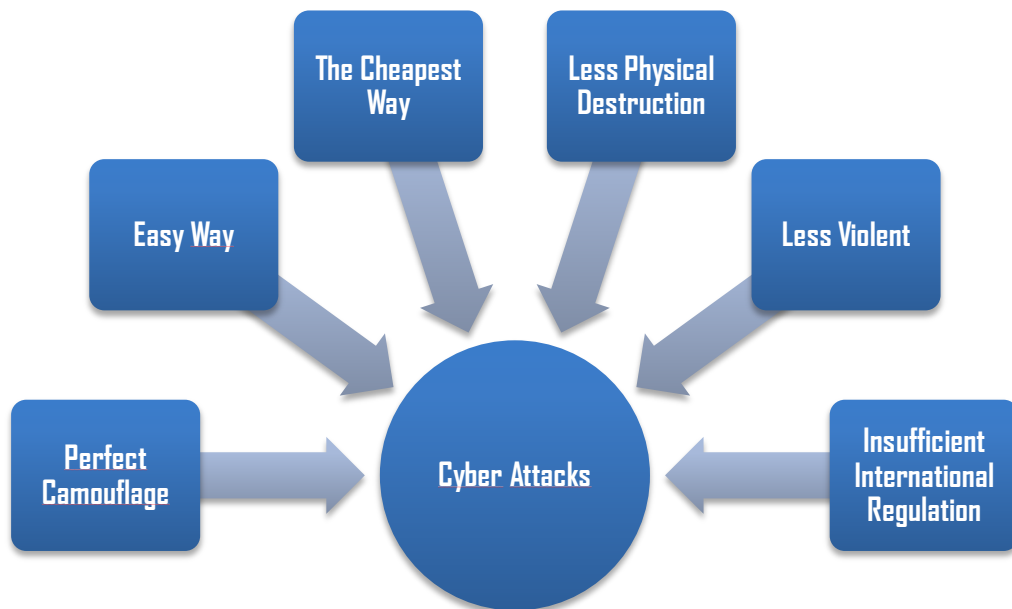 The Cheapest
Way
Less Physical
Destruction
Easy Way
Less Violent
Perfect
Camouflage
Cyber Attacks
Insufficient
International
Regulation